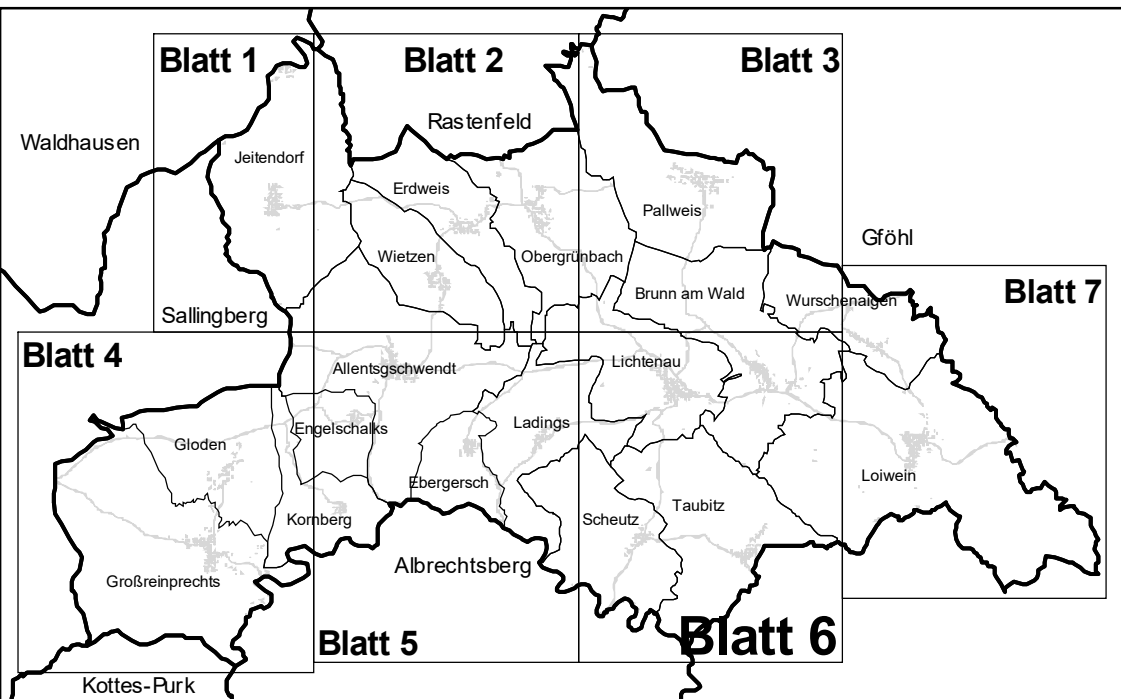 Blatt 1
Blatt 2
Blatt 3
Rastenfeld
Waldhausen
Jeitendorf
Erdweis
Pallweis
Gföhl
Wietzen
Obergrünbach
Brunn am Wald
Wurschenaigen
Blatt 7
Sallingberg
Blatt 4
Allentsgschwendt
Lichtenau
Gloden
Engelschalks
Ladings
Ebergersch
Loiwein
Kornberg
Scheutz
Taubitz
Albrechtsberg
Großreinprechts
Blatt 5
Blatt 6
Kottes-Purk